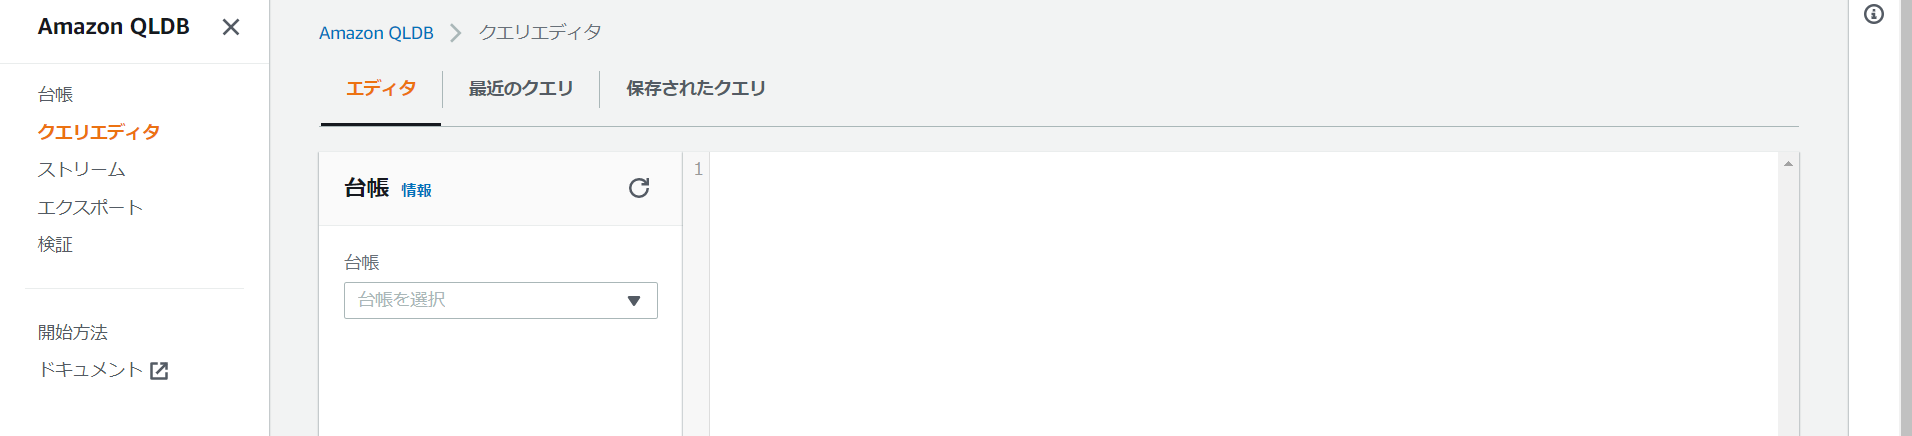 Amazon QLDB
台帳
クエリエディタ
ストリーム
エクスポート
検証
開始方法
ドキュメント
Amazon QLDB > クエリエディタ
エディタ 最近のクエリ 保存されたクエリ
台帳 情報
台帳
台帳を選択
1